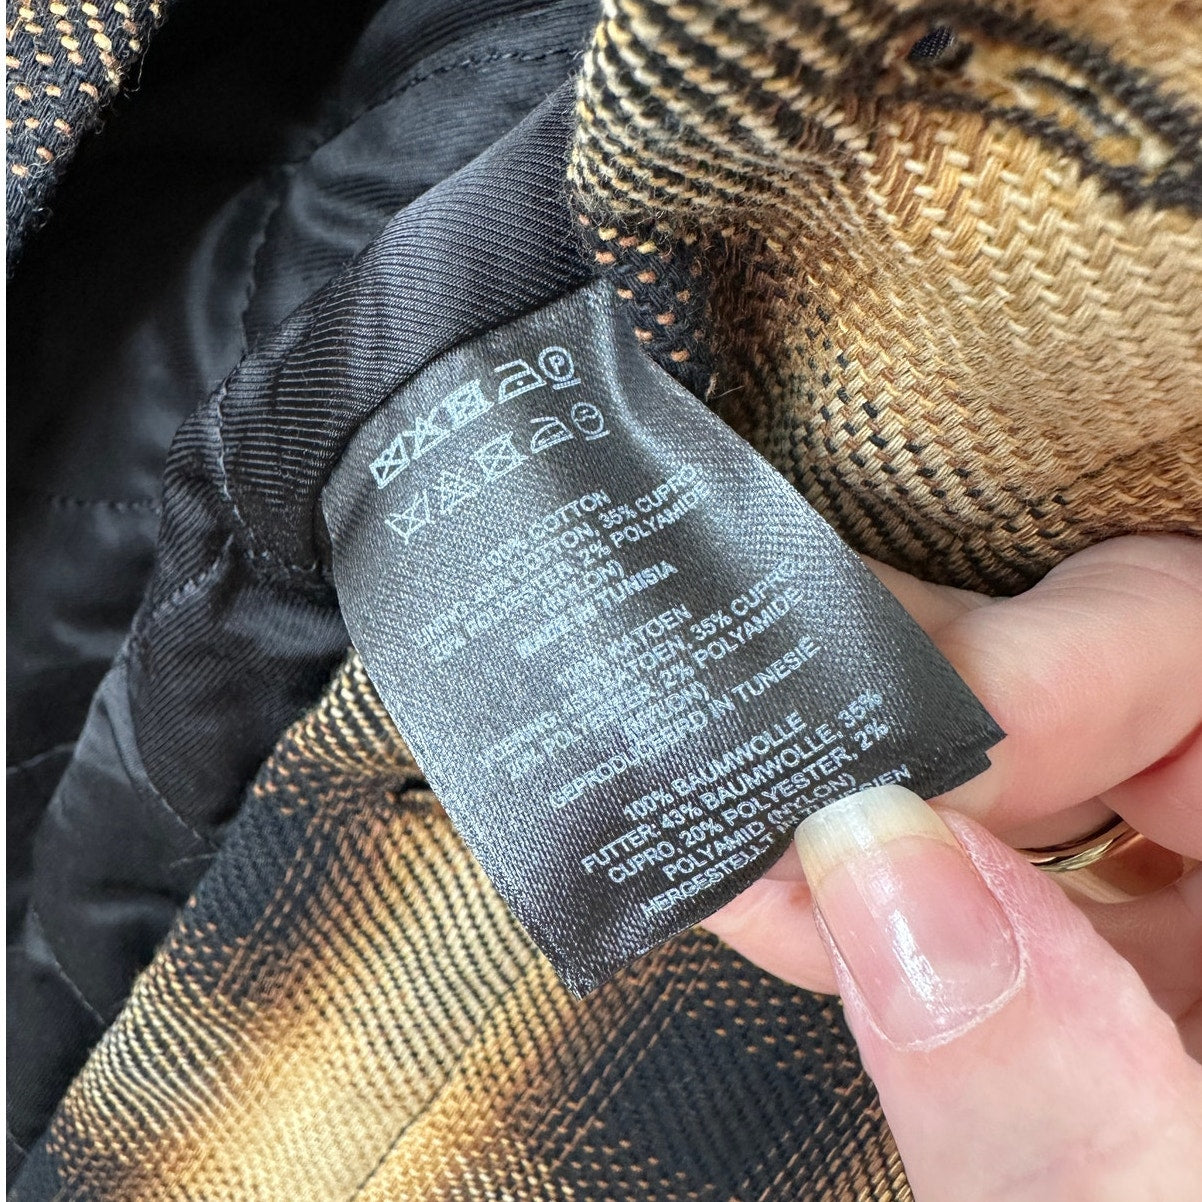 P
100% COTTON
LINING: 43% COTTON, 35% CUPRO
20% POLYESTER, 2% POLYAMIDE
(NYLON)
MADE IN TUNISIA
100% KATOEN
VOERING: 43% KATOEN, 35% CUPRO
20% POLYESTER, 2% POLYAMIDE
(NYLON)
GEPRODUCEERD IN TUNESIE
100% BAUMWOLLE
FUTTER: 43% BAUMWOLLE, 35%
CUPRO, 20% POLYESTER, 2%
POLYAMID (NYLON)
HERGESTELLT IN TUNESIEN